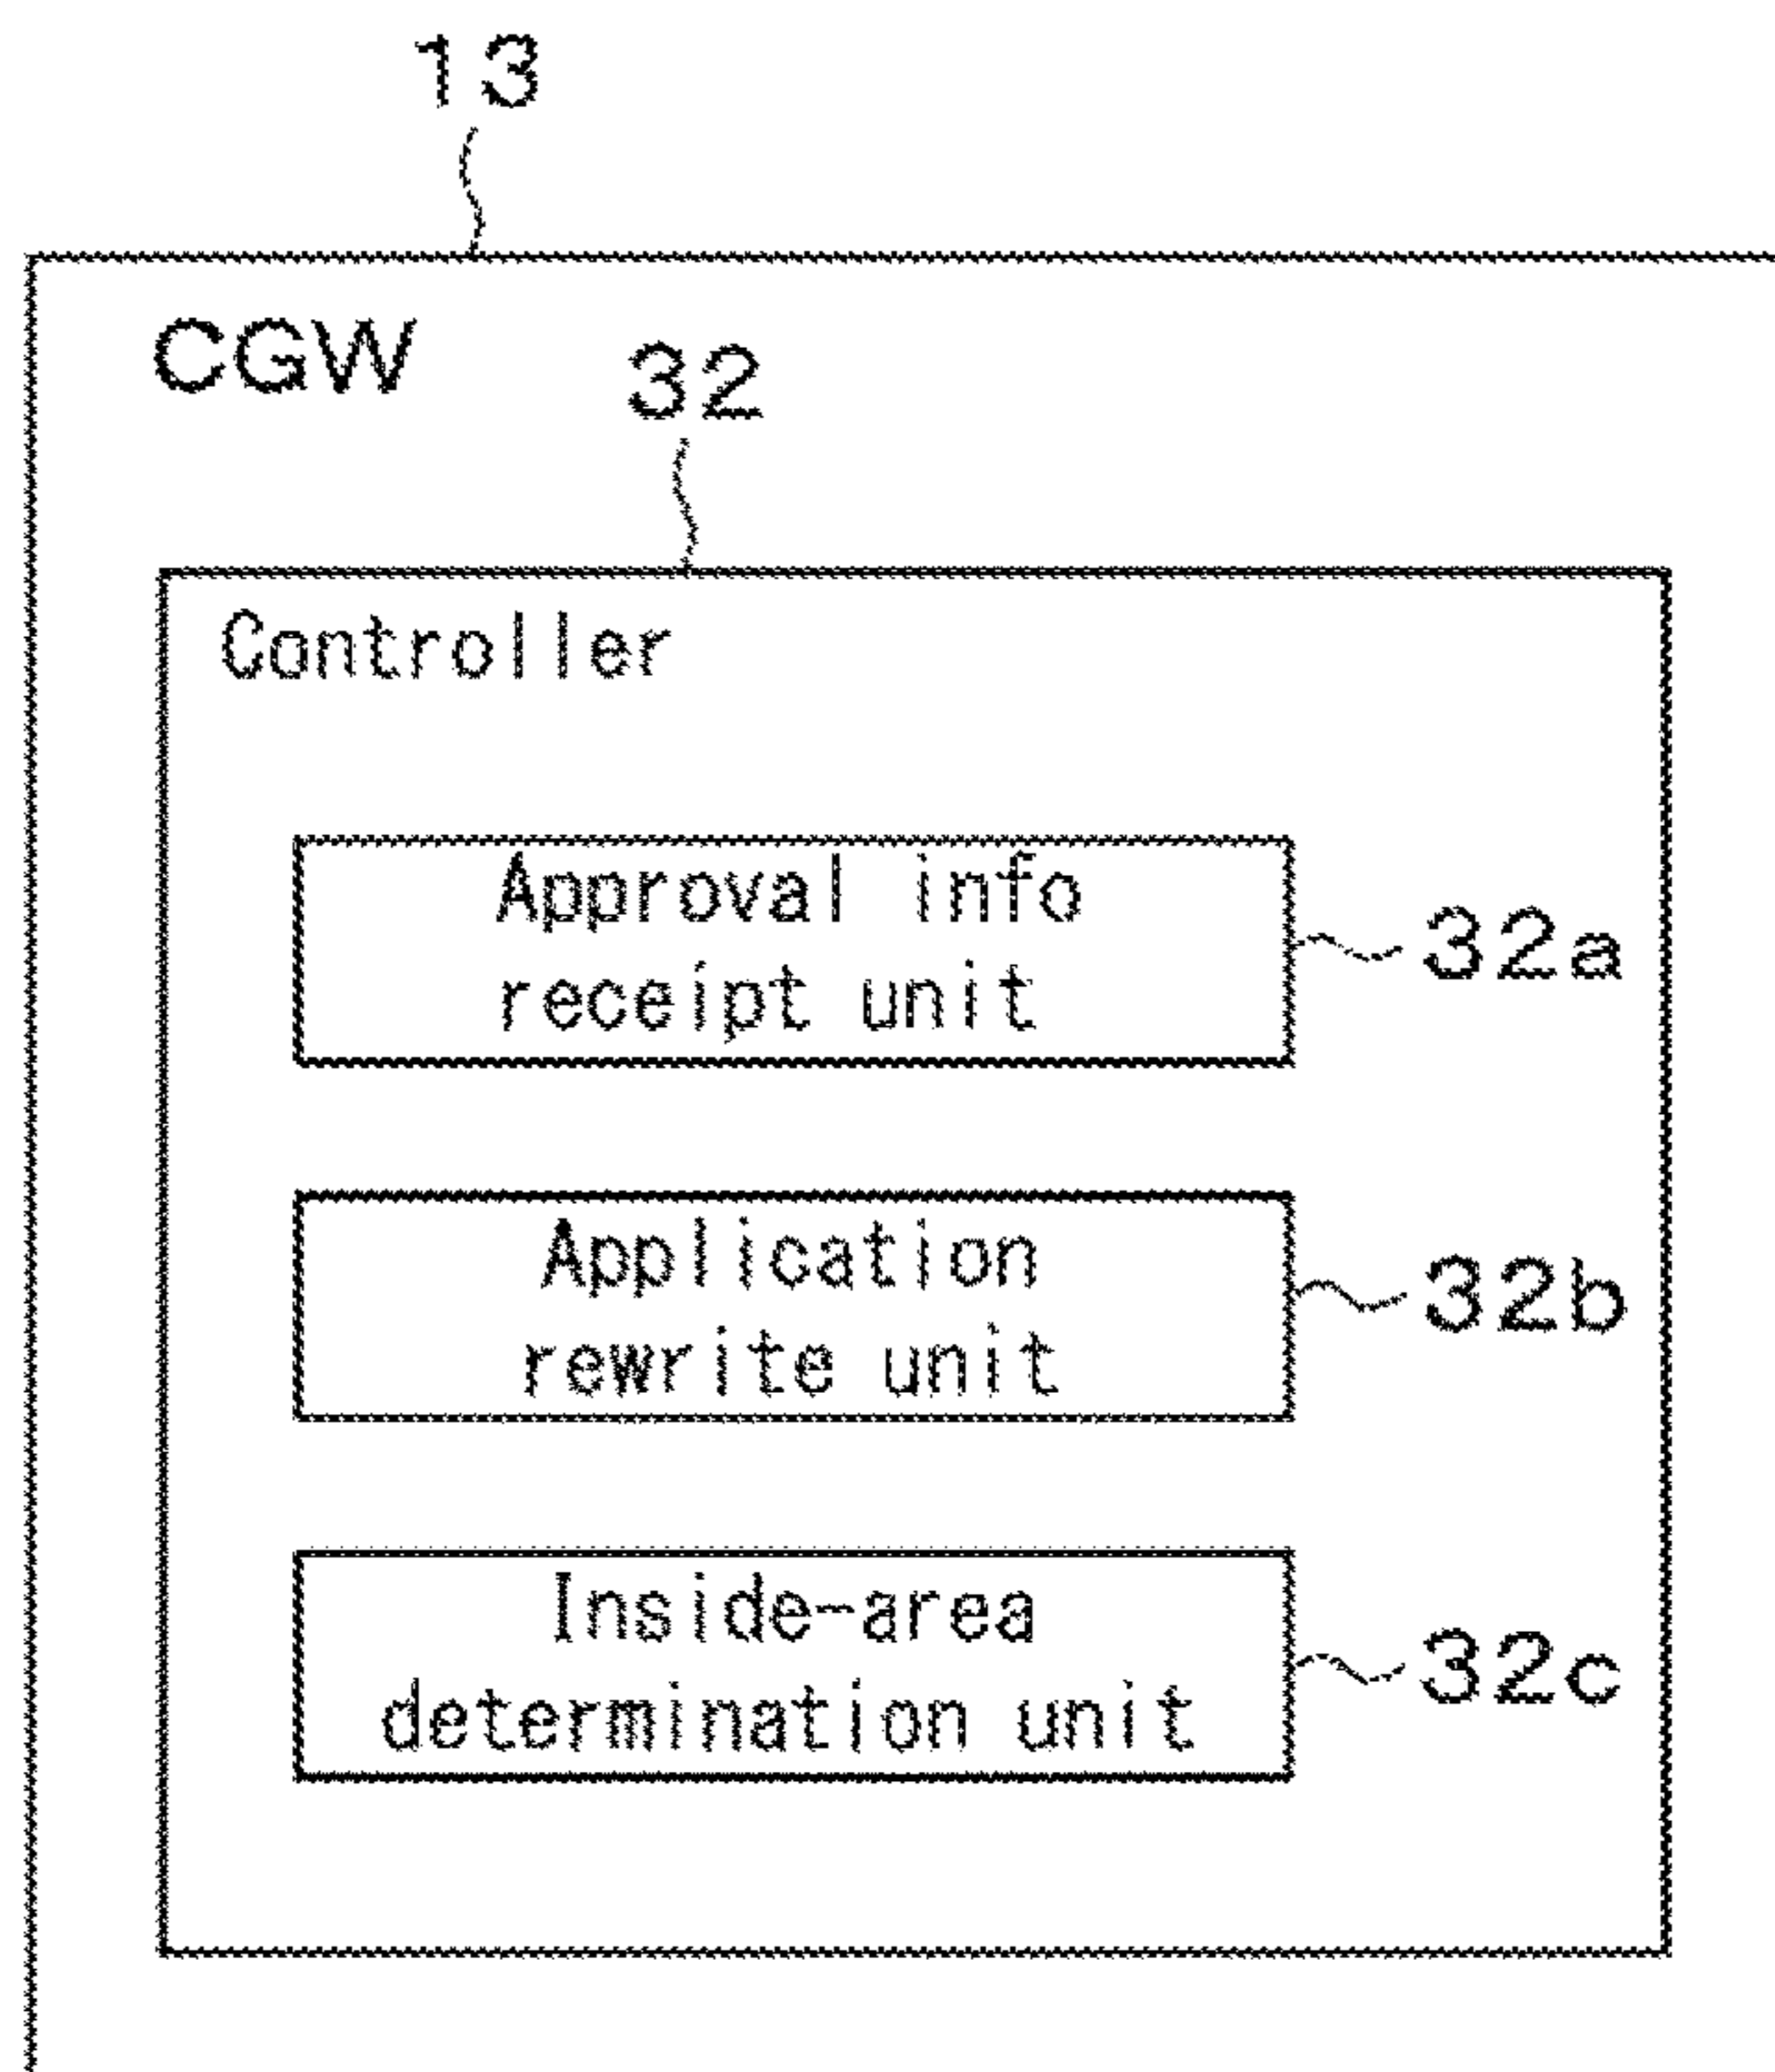 13
CGW
32
Controller
Approval info
receipt unit
32a
Application
rewrite unit
32b
Inside-area
determination unit
32c